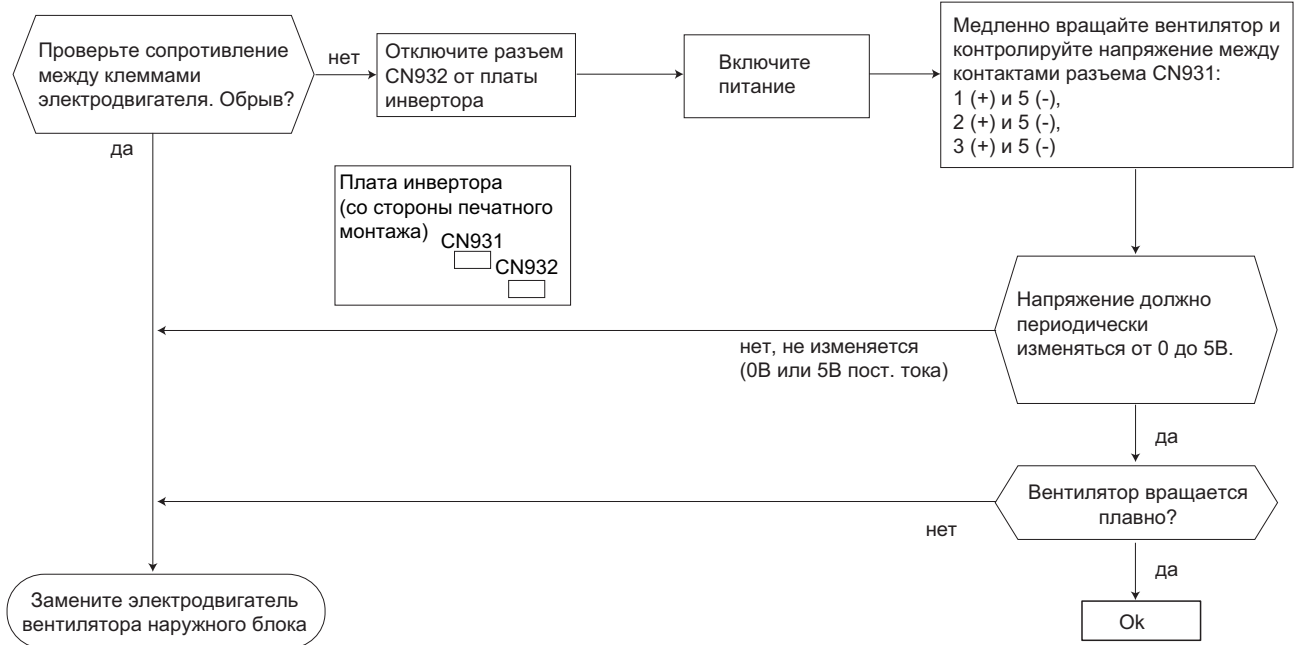 Проверьте сопротивление
между клеммами
электродвигателя. Обрыв?
нет
Отключите разъем
CN932 от платы
инвертора
Включите
питание
Медленно вращайте вентилятор и
контролируйте напряжение между
контактами разъема CN931:
1 (+) и 5 (-),
2 (+) и 5 (-),
3 (+) и 5 (-)
да
Плата инвертора
(со стороны печатного
монтажа)
CN931
CN932
Напряжение должно
периодически
изменяться от 0 до 5В.
нет, не изменяется
(0В или 5В пост. тока)
да
Вентилятор вращается
плавно?
нет
да
Замените электродвигатель
вентилятора наружного блока
Ok